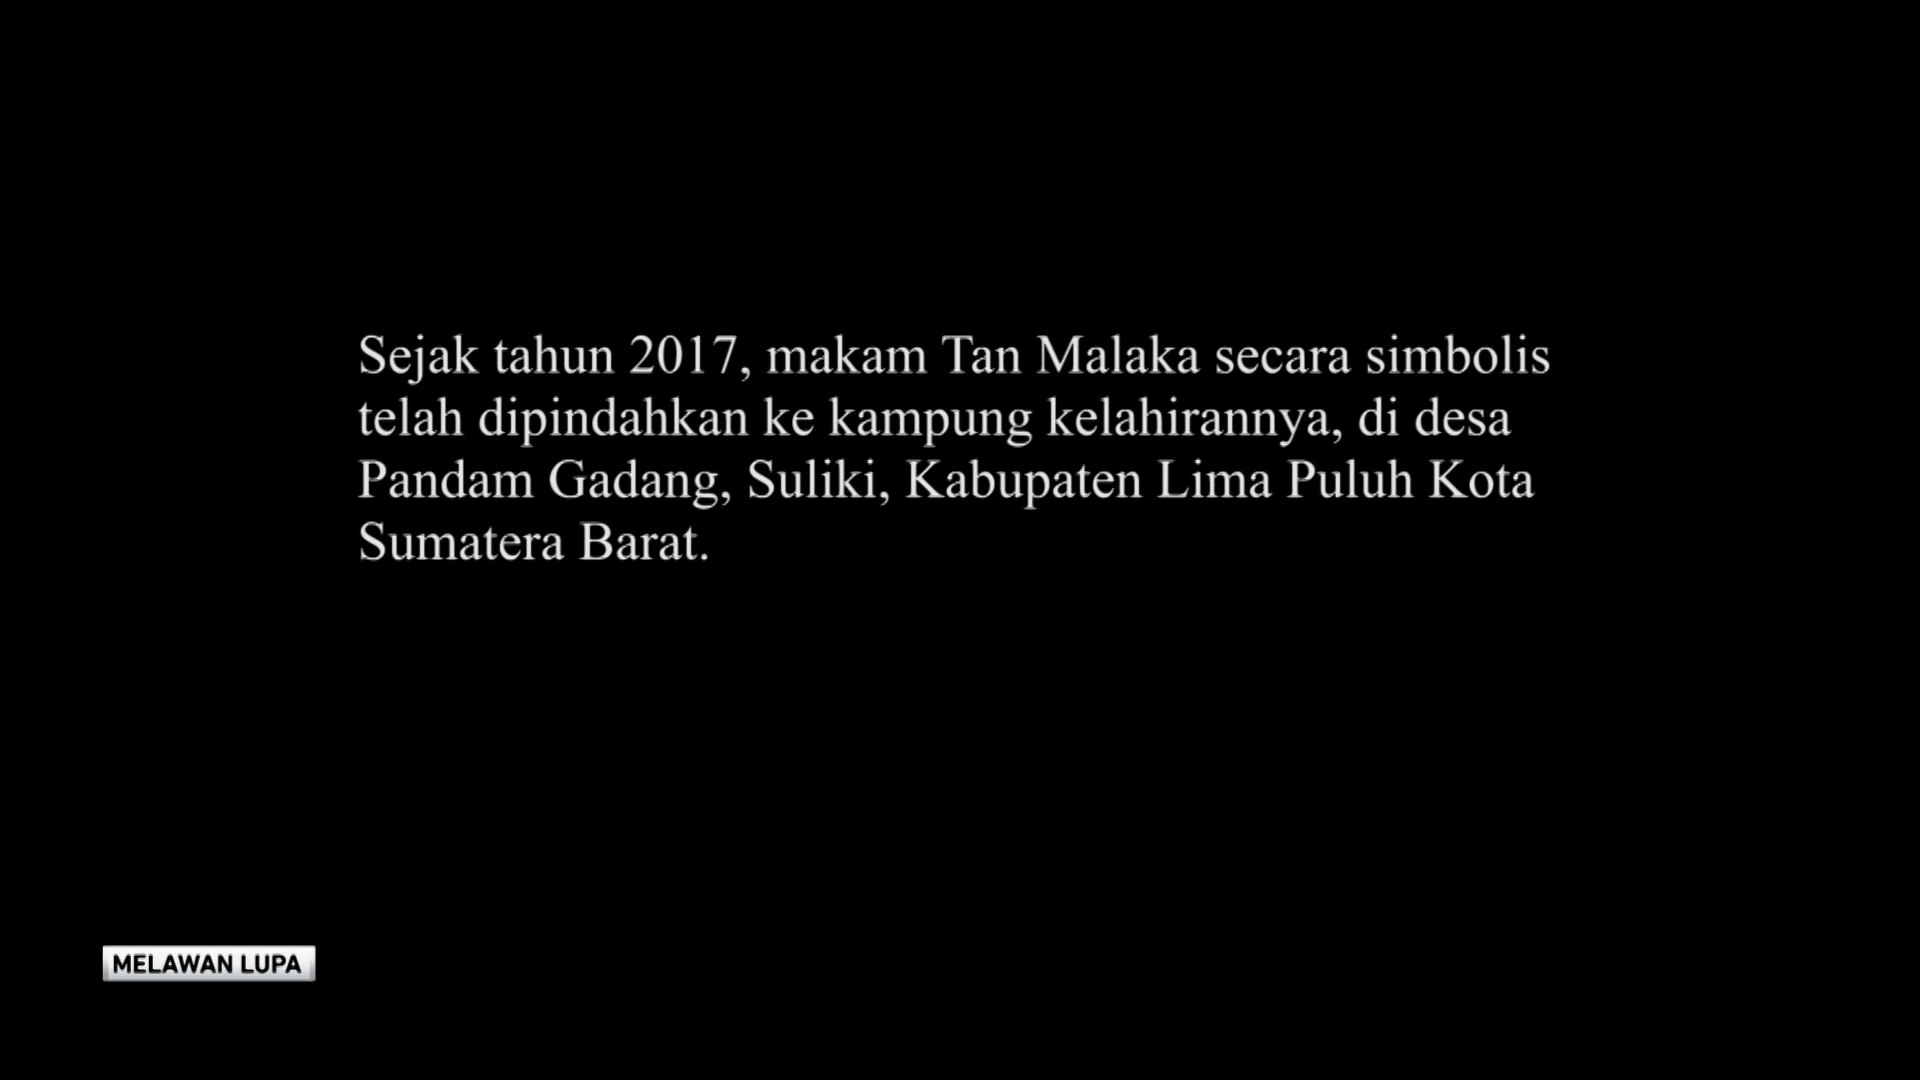 Sejak tahun 2017, makam Tan Malaka secara simbolis
telah dipindahkan ke kampung kelahirannya, di desa
Pandam Gadang, Suliki, Kabupaten Lima Puluh Kota
Sumatera Barat.
MELAWAN LUPA